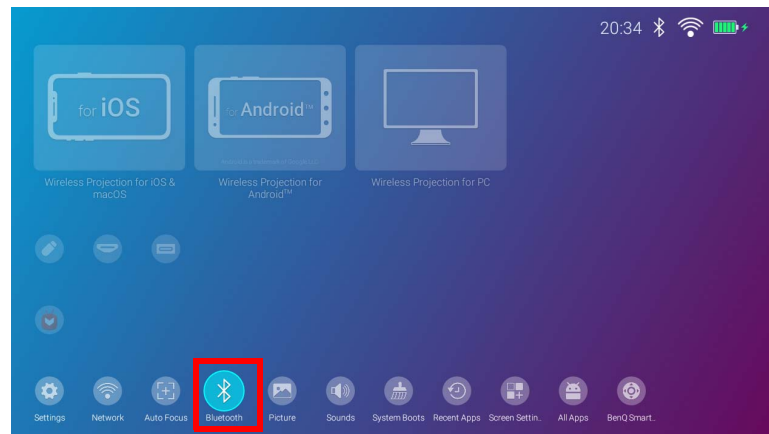 20:34
for iOS
for Android™
Wireless Projection for iOS &
macOS
Wireless Projection for
Android™
Wireless Projection for PC
Settings
Network
Auto Focus
Bluetooth
Picture
Sounds
System Boots
Recent Apps
Screen Settin..
All Apps
BenQ Smart..